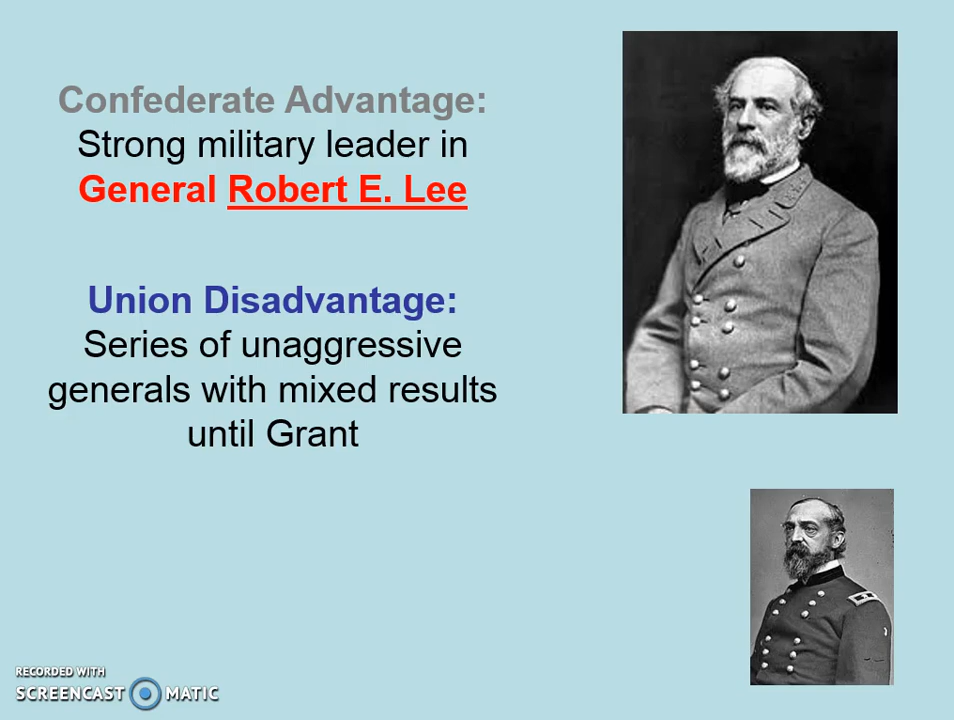 Confederate Advantage:
Strong military leader in
General Robert E. Lee
Union Disadvantage:
Series of unaggressive
generals with mixed results
until Grant
RECORDED WITH
SCREENCAST MATIC